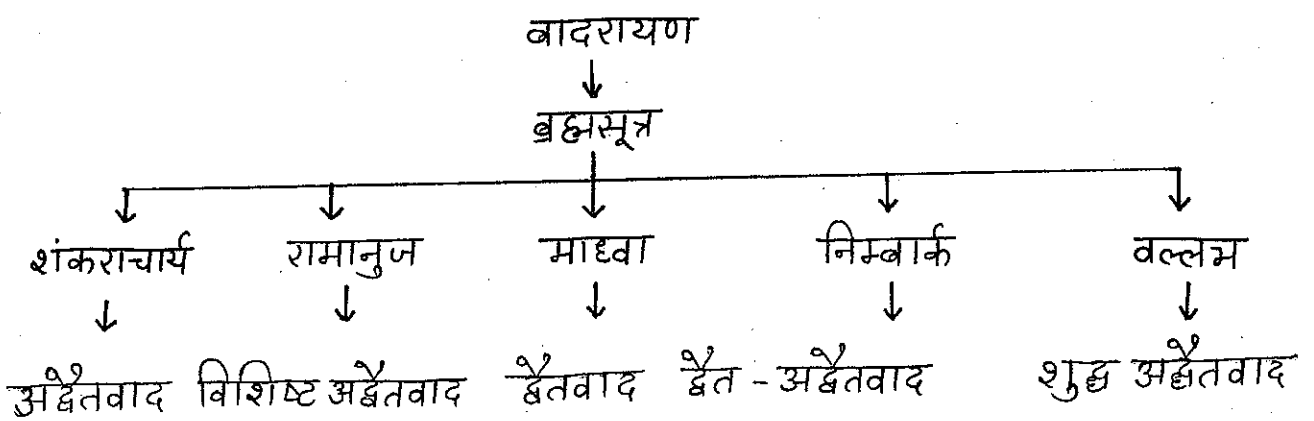 बादरायण
ब्रह्मसूत्र
शंकराचार्य रामानुज माध्वा निम्बार्क वल्लभ
अद्वैतवाद विशिष्ट अद्वैतवाद द्वैतवाद द्वैत - अद्वैतवाद शुद्ध अद्वैतवाद